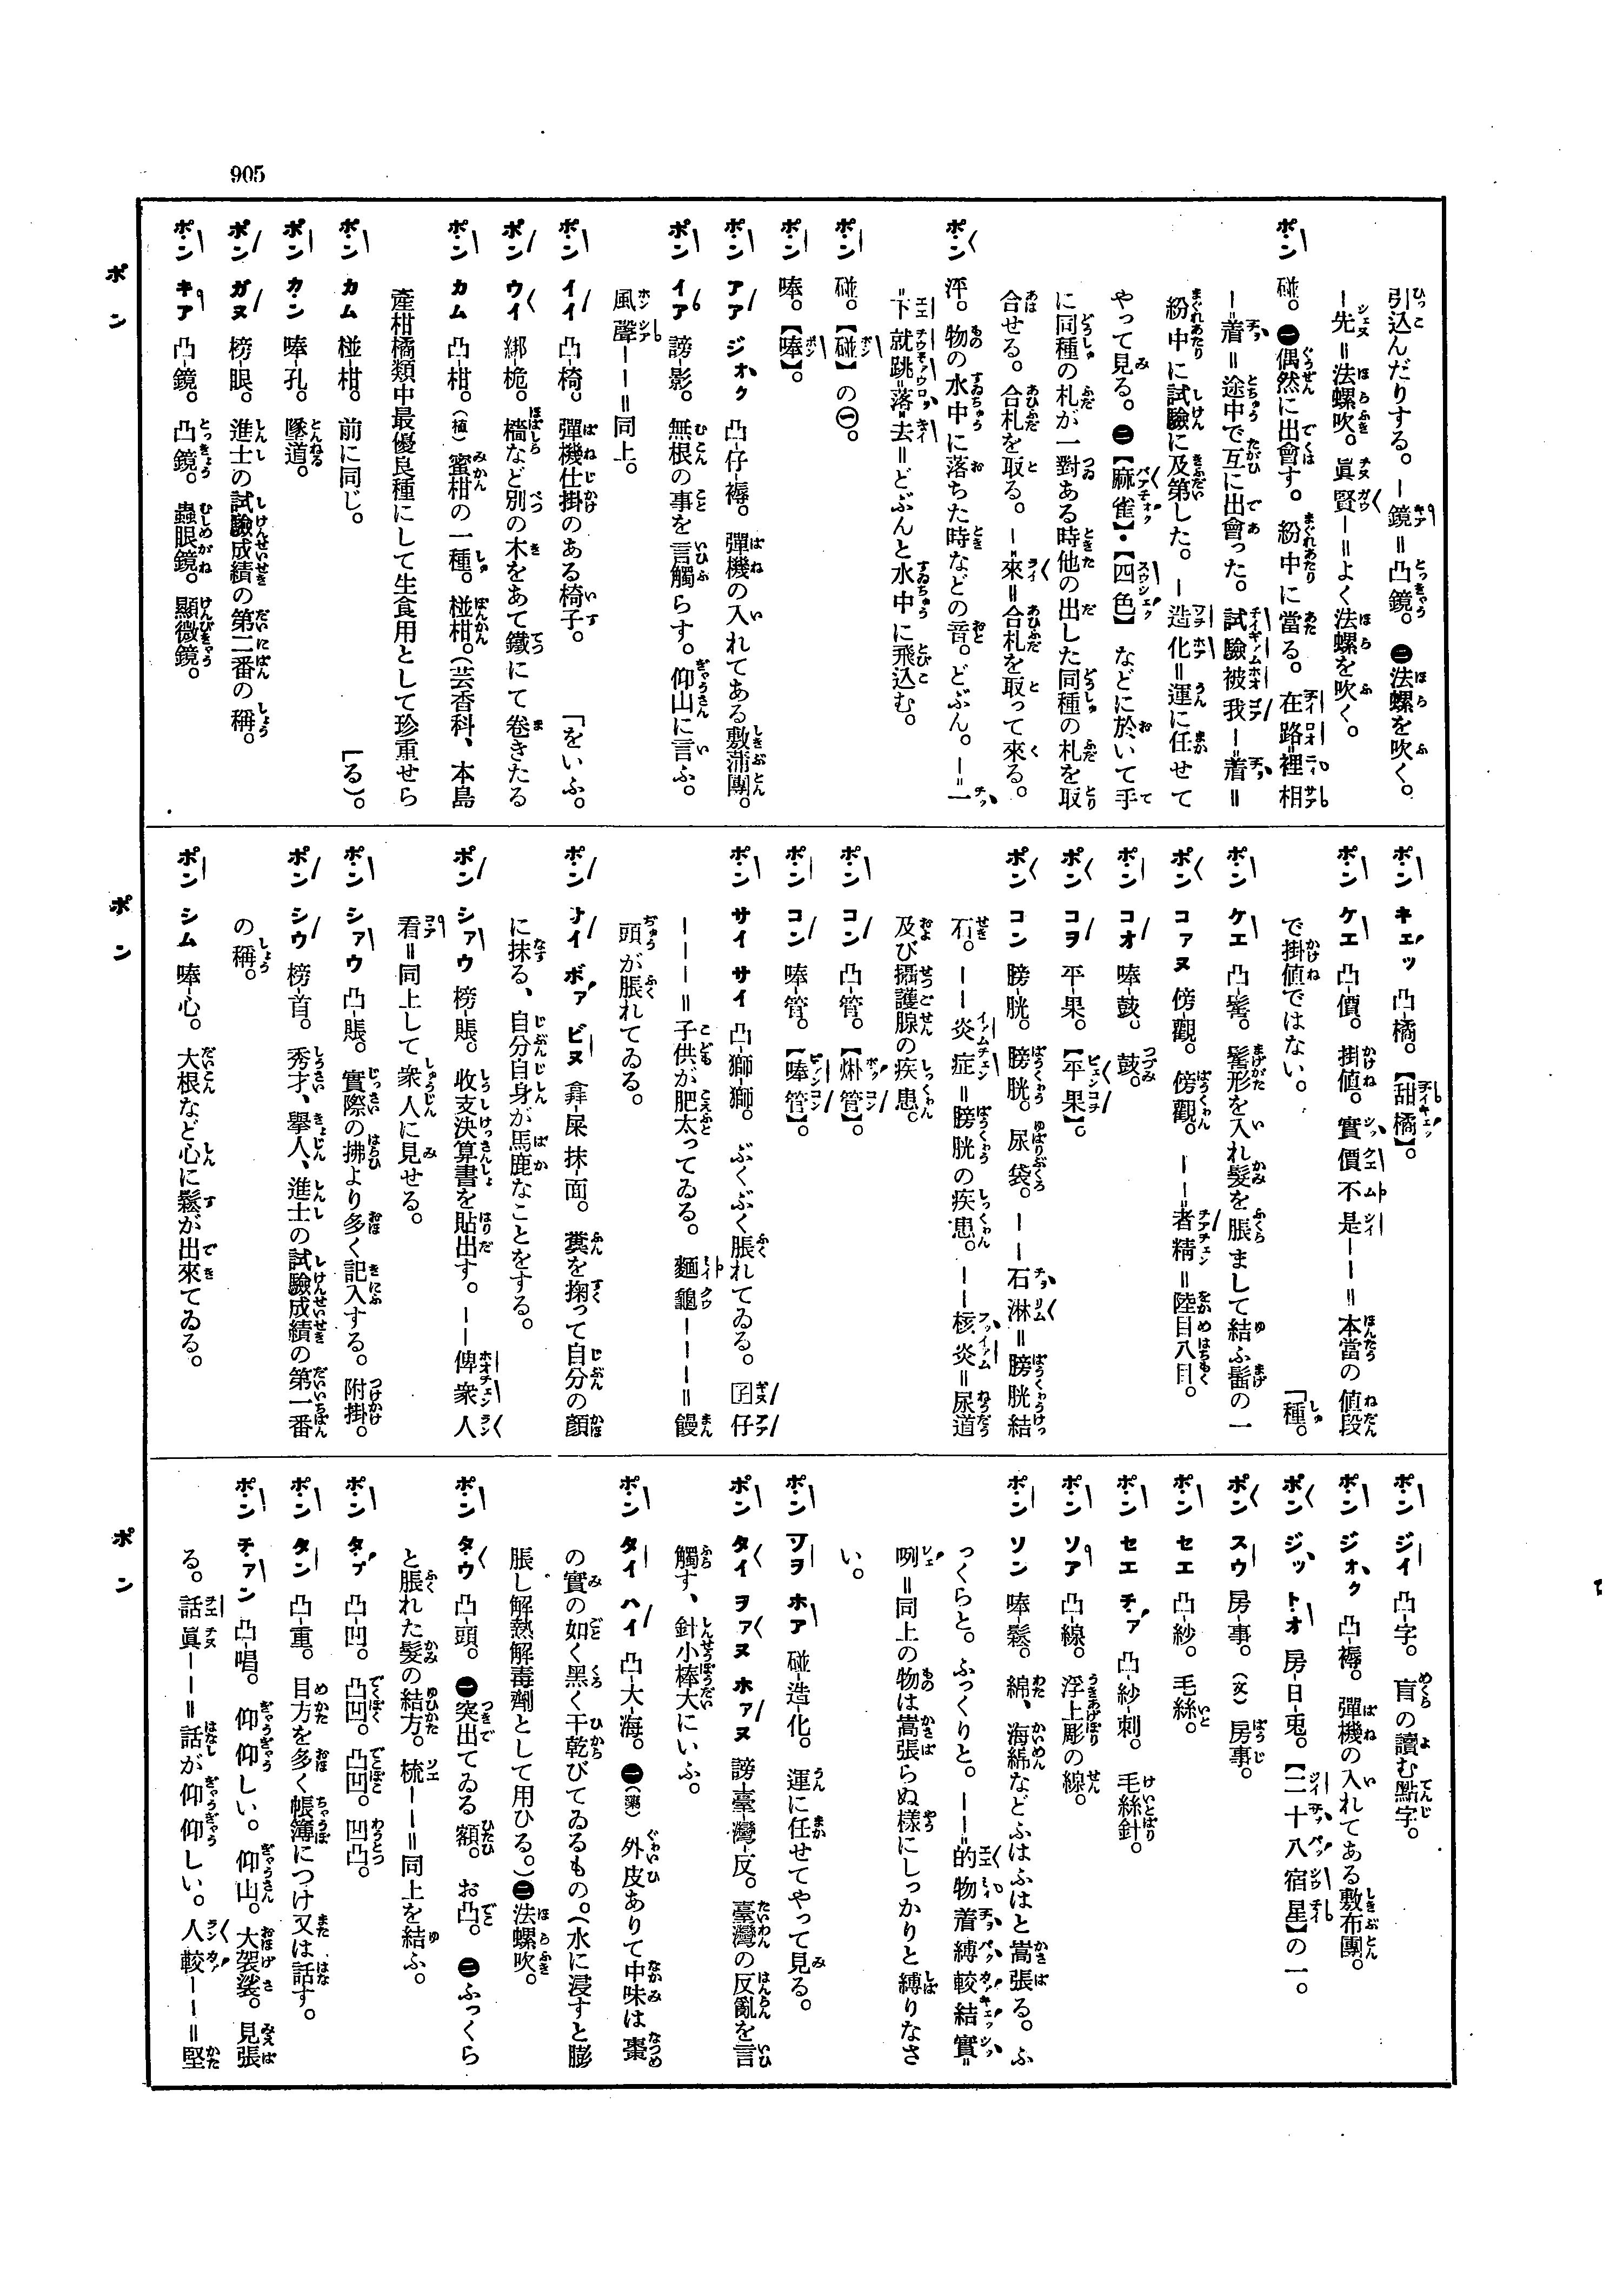 905
引込んだりする。ー鏡＝凸鏡。㊁法螺を吹く。
ー先＝法螺吹。眞賢ー＝よく法螺を吹く。
ポン 碰。㊀偶然に出會す。紛中に當る。在路裡相
ー着＝途中で互に出會った。試驗被我ー着＝
紛中に試驗に及第した。ー造化＝運に任せて
やって見る。㊁【麻雀】・【四色】などに於いて手
に同種の札が一對ある時他の出した同種の札を取
合せる。合札を取る。ー來＝合札を取って來る。
ポン 泙。物の水中に落ちた時などの音。どぶん。ー一
下就跳落去＝どぶんと水中に飛込む。
ポン 碰。【碰】の㊀。
ポン 唪。【唪】。
ポン アア ジオク 凸-仔-褥。彈機の入れてある敷蒲團。
ポン イア 謗-影。無根の事を言觸らす。仰山に言ふ。
風聲ーー＝同上。
ポン イイ 凸-椅。彈機仕掛のある椅子。 「をいふ。
ポン ウイ 綁-桅。檣など別の木をあて鐵にて卷きたる
ポン カム 凸-柑。(植)蜜柑の一種。椪柑。(芸香科、本島
產柑橘類中最優良種にして生食用として珍重せら
ポン カム 椪-柑。前に同じ。 「る)。
ポン カン 唪-孔。墜道。
ポン ガヌ 榜-眼。進士の試驗成績の第二番の稱。
ポン キア 凸-鏡。凸鏡。蟲眼鏡。顯微鏡。
ポン
ポン キエッ 凸-橘。【甜橘】。
ポン ケエ 凸-價。掛値。實價不是ーー＝本當の値段
で掛値ではない。 「種。
ポン ケエ 凸-髻。髻形を入れ髮を脹まして結ふ髷の一
ポン コァヌ 傍-觀。傍觀。ーー者精＝陸目八目。
ポン コオ 唪-鼓。鼓。
ポン コヲ 平-果。【平果】。
ポン コン 膀-胱。膀胱。尿袋。ーー石淋＝膀胱結
石。ーー炎症＝膀胱の疾患。ーー核炎＝尿道
及び攝護腺の疾患。
ポン コン 凸-管。【焿管】。
ポン コン 唪-管。【唪管】。
ポン サイ サイ 凸-獅-獅。ぶくぶく脹れてゐる。囝仔
ーーー＝子供が肥太ってゐる。麵龜ーーー＝饅
頭が脹れてゐる。
ポン サイ ボァ ビヌ 屎 抹-面。糞を掬って自分の顏
に抹る、自分自身が馬鹿なことをする。
ポン シァウ 榜-賬。收支決算書を貼出す。ーー俾衆人
看＝同上して衆人に見せる。
ポン シァウ 凸-賬。實際の拂より多く記入する。附掛。
ポン シウ 榜-首。秀才、擧人、進士の試驗成績の第一番
の稱。
ポン シム 唪-心。大根など心に鬆が出來てゐる。
ポン
ポン ジイ 凸-字。盲の讀む點字。
ポン ジオク 凸-褥。彈機の入れてある敷布團。
ポン ジッ トオ 房-日-兎。【二十八宿星】の一。
ポン スウ 房-事。(文)房事。
ポン セエ 凸-紗。毛絲。
ポン セエ チァ 凸-紗-刺。毛絲針。
ポン ソア 凸-線。浮上彫の線。
ポン ソン 唪-鬆。綿、海綿などふはふはと嵩張る。ふ
っくらと。ふっくりと。ーー的物着縛較結實
咧＝同上の物は嵩張らぬ樣にしっかりと縛りなさ
い。
ポン ツヲ ホア 碰-造-化。運に任せてやって見る。
ポン タイ ヲァヌ ホァヌ 謗-臺-灣-反。臺灣の反亂を言
觸す、針小棒大にいふ。
ポン タイ ハイ 凸-大-海。㊀(藥)外皮ありて中味は棗
の實の如く黑く干乾びてゐるもの。(水に浸すと膨
脹し解熱解毒劑として用ひる。)㊁法螺吹。
ポン タウ 凸-頭。㊀突出てゐる額。お凸。㊁ふっくら
と脹れた髮の結方。梳ーー＝同上を結ふ。
ポン タプ 凸-凹。凸凹。凸凹。凹凸。
ポン タン 凸-重。目方を多く帳簿につけ又は話す。
ポン チァン 凸-唱。仰仰しい。仰山。大袈裟。見張
る。話眞ーー＝話が仰仰しい。人較ーー＝堅
ポン